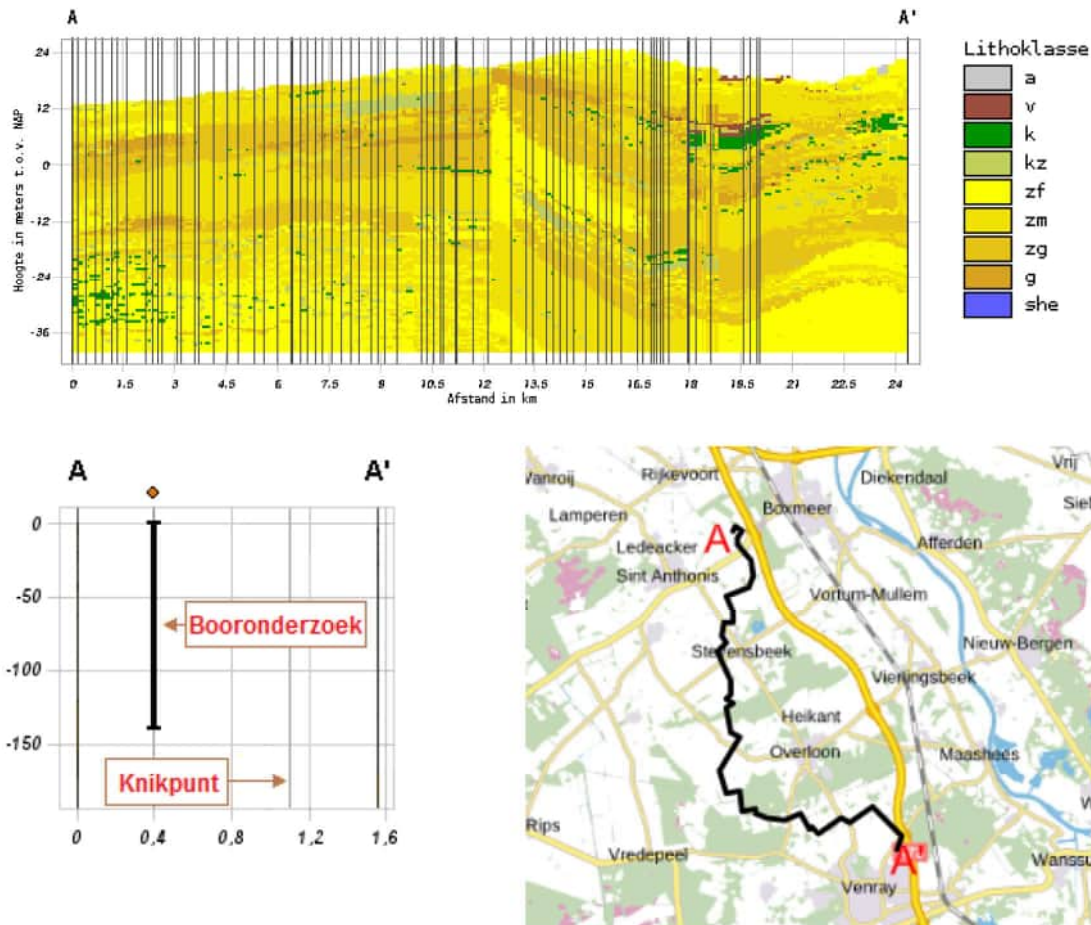 A A'
Hoogte in meters t.o.v. NAP
24
12
0
-12
-24
-36
0 1.5 3 4.5 6 7.5 9 10.5 12 13.5 15 16.5 18 19.5 21 22.5 24
Afstand in km
Lithoklasse
a
v
k
kz
zf
zm
zg
g
she
A A'
0
-50
-100
-150
Booronderzoek
Knikpunt
0 0,4 0,8 1,2 1,6
Rijkevoort
Diekendaal
Vrij
Lamperen
Boxmeer
A
Ledeacker
Afferden
Sint Anthonis
Vortum-Mullem
Nieuw-Bergen
Stevensbeek
Vierlingsbeek
Heikant
Overloon
Maashees
Rips
Vredepeel
A'
Venray